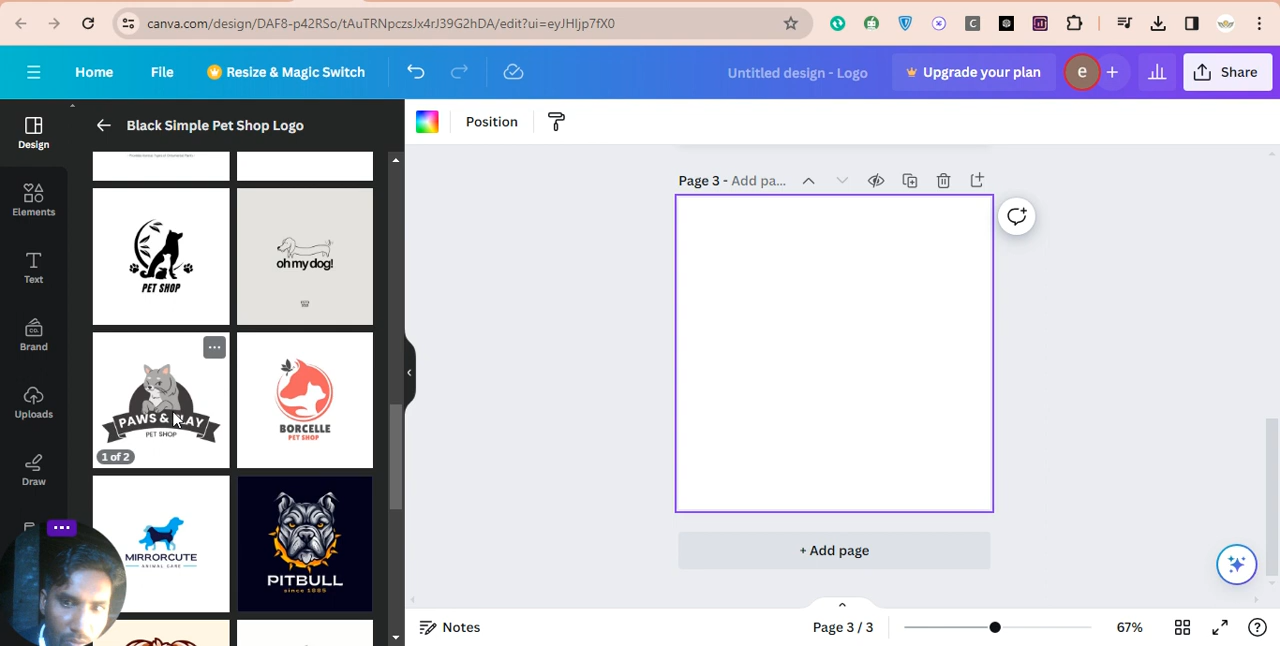 canva.com/design/DAF8-p42RSo/tAuTRNpczsJx4rJ39G2hDA/edit?ui=eyJHIjp7fX0
Home File Resize & Magic Switch Untitled design - Logo Upgrade your plan e Share
Design
Elements
Text
Brand
Uploads
Draw
Black Simple Pet Shop Logo
PET SHOP
oh my dog!
PAWS & PLAY
PET SHOP
1 of 2
BORCELLE
PET SHOP
MIRRORCUTE
ANIMAL CARE
PITBULL
since 1885
Position
Page 3 - Add pa...
+ Add page
Notes Page 3 / 3 67%